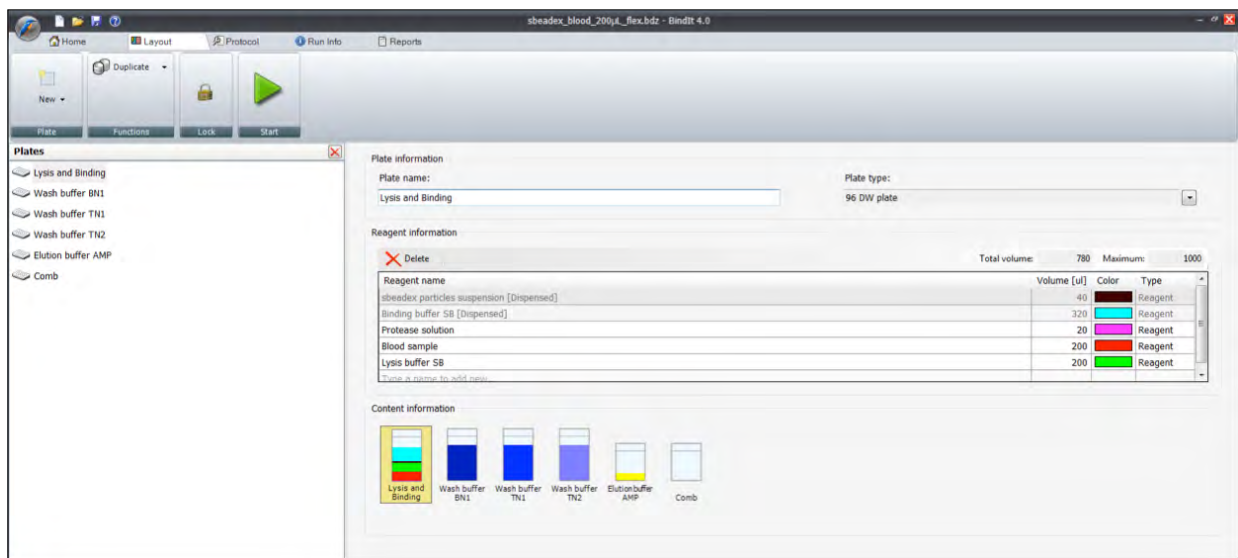 sbeadex_blood_200µL_flex.bdz - BindIt 4.0
Home Layout Protocol Run Info Reports
Duplicate
New
Plate Functions Lock Start
Plates
Lysis and Binding
Wash buffer BN1
Wash buffer TN1
Wash buffer TN2
Elution buffer AMP
Comb
Plate information
Plate name: Plate type:
Lysis and Binding 96 DW plate
Reagent information
Delete Total volume: 780 Maximum: 1000
Reagent name Volume [ul] Color Type
sbeadex particles suspension [Dispensed] 40 Reagent
Binding buffer SB [Dispensed] 320 Reagent
Protease solution 20 Reagent
Blood sample 200 Reagent
Lysis buffer SB 200 Reagent
Type a name to add new...
Content information
Lysis and Binding
Wash buffer BN1
Wash buffer TN1
Wash buffer TN2
Elution buffer AMP
Comb